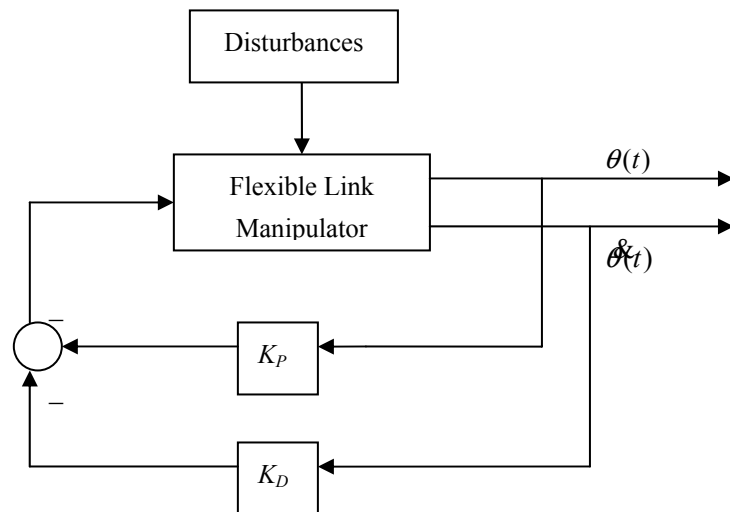 Disturbances
θ(t)
Flexible Link
Manipulator
&
θ(t)
–
K_P
–
K_D